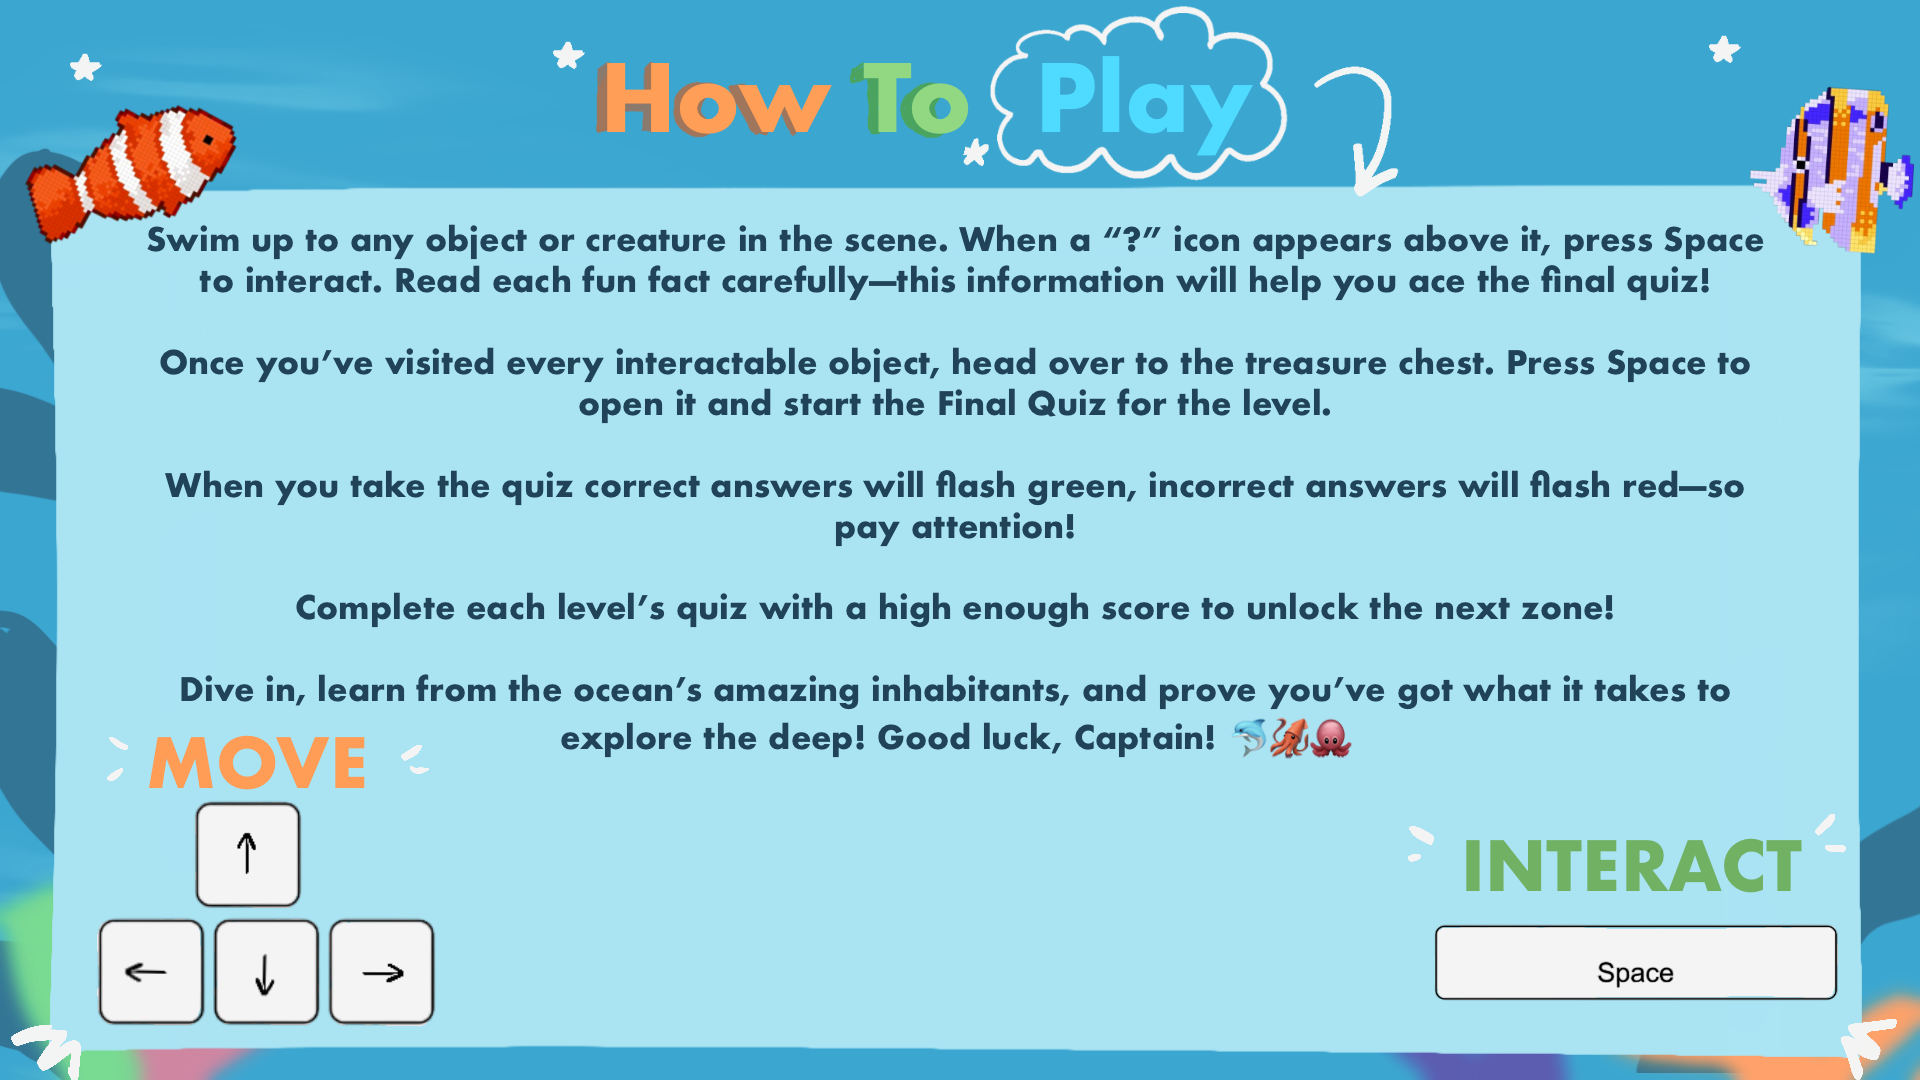 How To Play
Swim up to any object or creature in the scene. When a “?” icon appears above it, press Space
to interact. Read each fun fact carefully—this information will help you ace the final quiz!
Once you’ve visited every interactable object, head over to the treasure chest. Press Space to
open it and start the Final Quiz for the level.
When you take the quiz correct answers will flash green, incorrect answers will flash red—so
pay attention!
Complete each level’s quiz with a high enough score to unlock the next zone!
Dive in, learn from the ocean’s amazing inhabitants, and prove you’ve got what it takes to
explore the deep! Good luck, Captain! 🐬🦑🐙
MOVE
↑
← ↓ →
INTERACT
Space